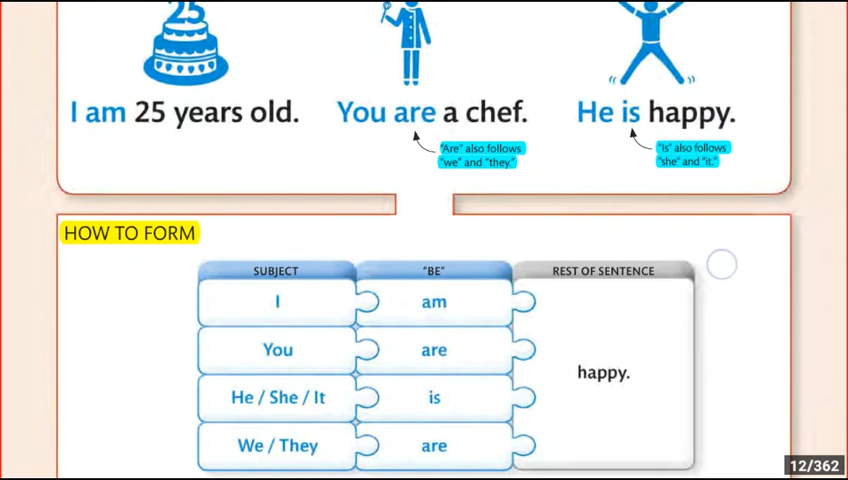 25
I am 25 years old.
You are a chef.
He is happy.
"Are" also follows
"we" and "they."
"Is" also follows
"she" and "it."
HOW TO FORM
SUBJECT
"BE"
REST OF SENTENCE
I
am
You
are
happy.
He / She / It
is
We / They
are
12/362